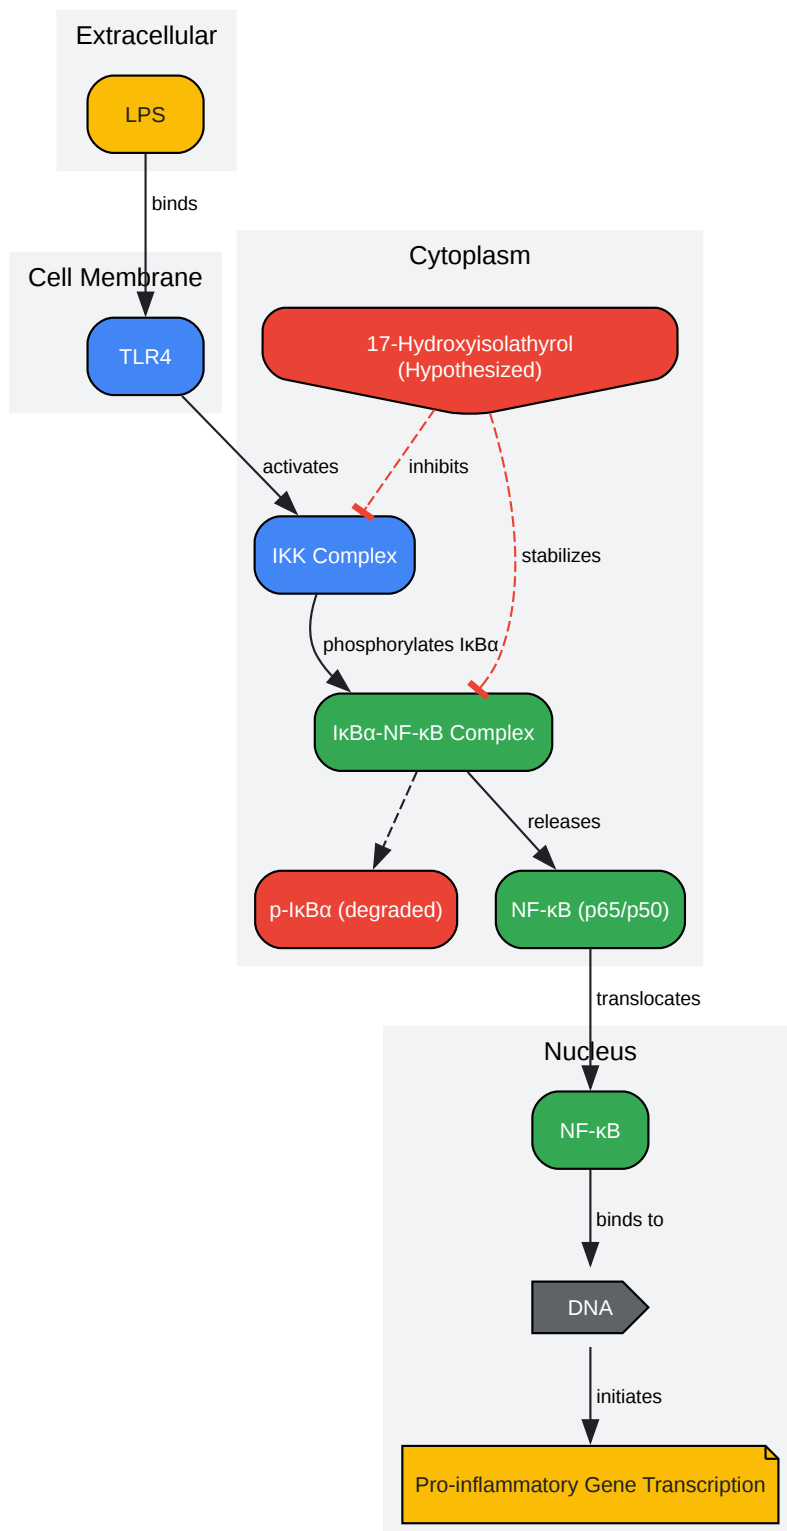 Extracellular
LPS
binds
Cell Membrane
TLR4
Cytoplasm
17-Hydroxyisolathyrol
(Hypothesized)
activates
inhibits
IKK Complex
stabilizes
phosphorylates IκBα
IκBα-NF-κB Complex
releases
p-IκBα (degraded)
NF-κB (p65/p50)
translocates
Nucleus
NF-κB
binds to
DNA
initiates
Pro-inflammatory Gene Transcription